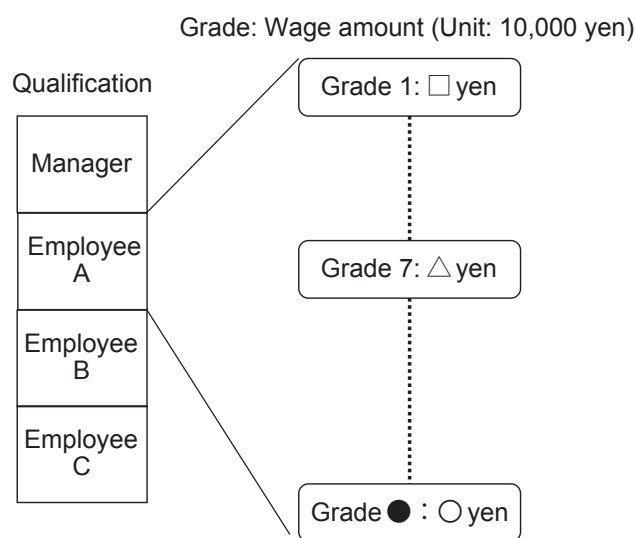 Grade: Wage amount (Unit: 10,000 yen)
Qualification
Manager
Employee
A
Employee
B
Employee
C
Grade 1: □ yen
Grade 7: △ yen
Grade ● : ○ yen